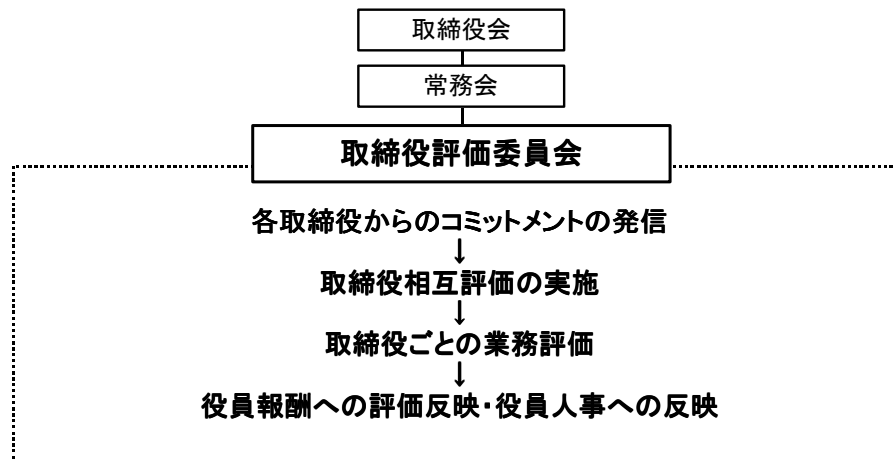 取締役会
常務会
取締役評価委員会
各取締役からのコミットメントの発信
↓
取締役相互評価の実施
↓
取締役ごとの業務評価
↓
役員報酬への評価反映・役員人事への反映